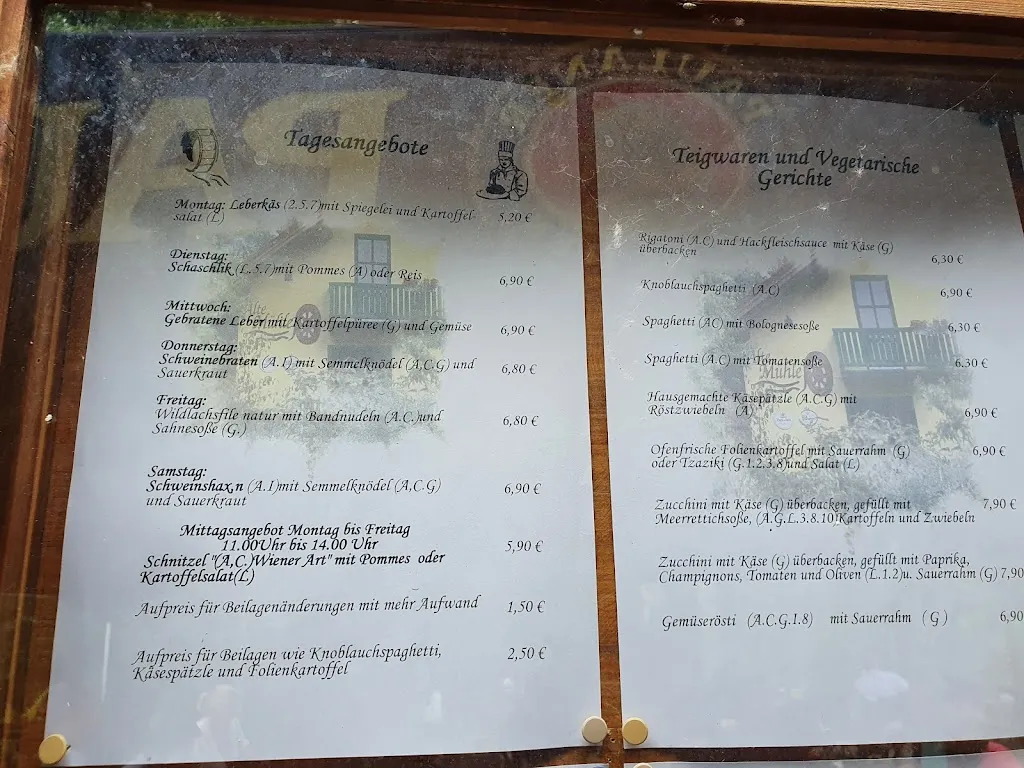 Tagesangebote
Montag: Leberkäs (2.5.7)mit Spiegelei und Kartoffel-
salat (L)
5,20 €
Dienstag:
Schaschlik (L.5.7)mit Pommes (A) oder Reis
6,90 €
Mittwoch:
Gebratene Leber mit Kartoffelpüree (G) und Gemüse
6,90 €
Donnerstag:
Schweinebraten (A.I) mit Semmelknödel (A,C,G) und
Sauerkraut
6,80 €
Freitag:
Wildlachsfile natur mit Bandnudeln (A.C.)und
Sahnesoße (G.)
6,80 €
Samstag:
Schweinshax,n (A.I)mit Semmelknödel (A,C.G)
und Sauerkraut
6,90 €
Mittagsangebot Montag bis Freitag
11.00Uhr bis 14.00 Uhr
5,90 €
Schnitzel "(A,C.)Wiener Art" mit Pommes oder
Kartoffelsalat(L)
Aufpreis für Beilagenänderungen mit mehr Aufwand
1,50 €
Aufpreis für Beilagen wie Knoblauchspaghetti,
Käsespätzle und Folienkartoffel
2,50 €
Teigwaren und Vegetarische
Gerichte
Rigatoni (A.C) und Hackfleischsauce mit Käse (G)
überbacken
6,30 €
Knoblauchspaghetti (A.C)
6,90 €
Spaghetti (AC) mit Bolognesesoße
6,30 €
Spaghetti (A.C) mit Tomatensoße
6.30 €
Mühle
Hausgemachte Käsepätzle (A.C.G) mit
Röstzwiebeln (A)
6,90 €
Ofenfrische Folienkartoffel mit Sauerrahm (G)
oder Tzaziki (G.1.2.3,8)und Salat (L)
6,90 €
Zucchini mit Käse (G) überbacken, gefüllt mit
7,90 €
Meerrettichsoße, (A.G.L.3.8.10)Kartoffeln und Zwiebeln
Zucchini mit Käse (G) überbacken, gefüllt mit Paprika,
Champignons, Tomaten und Oliven (L.1.2)u. Sauerrahm (G) 7,90
Gemüserösti (A.C.G.I.8) mit Sauerrahm ( G )
6,90